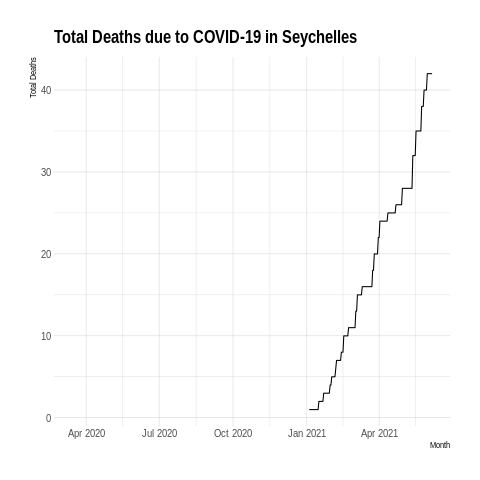 Total Deaths due to COVID-19 in Seychelles
Total Deaths
40
30
20
10
0
Apr 2020 Jul 2020 Oct 2020 Jan 2021 Apr 2021
Month